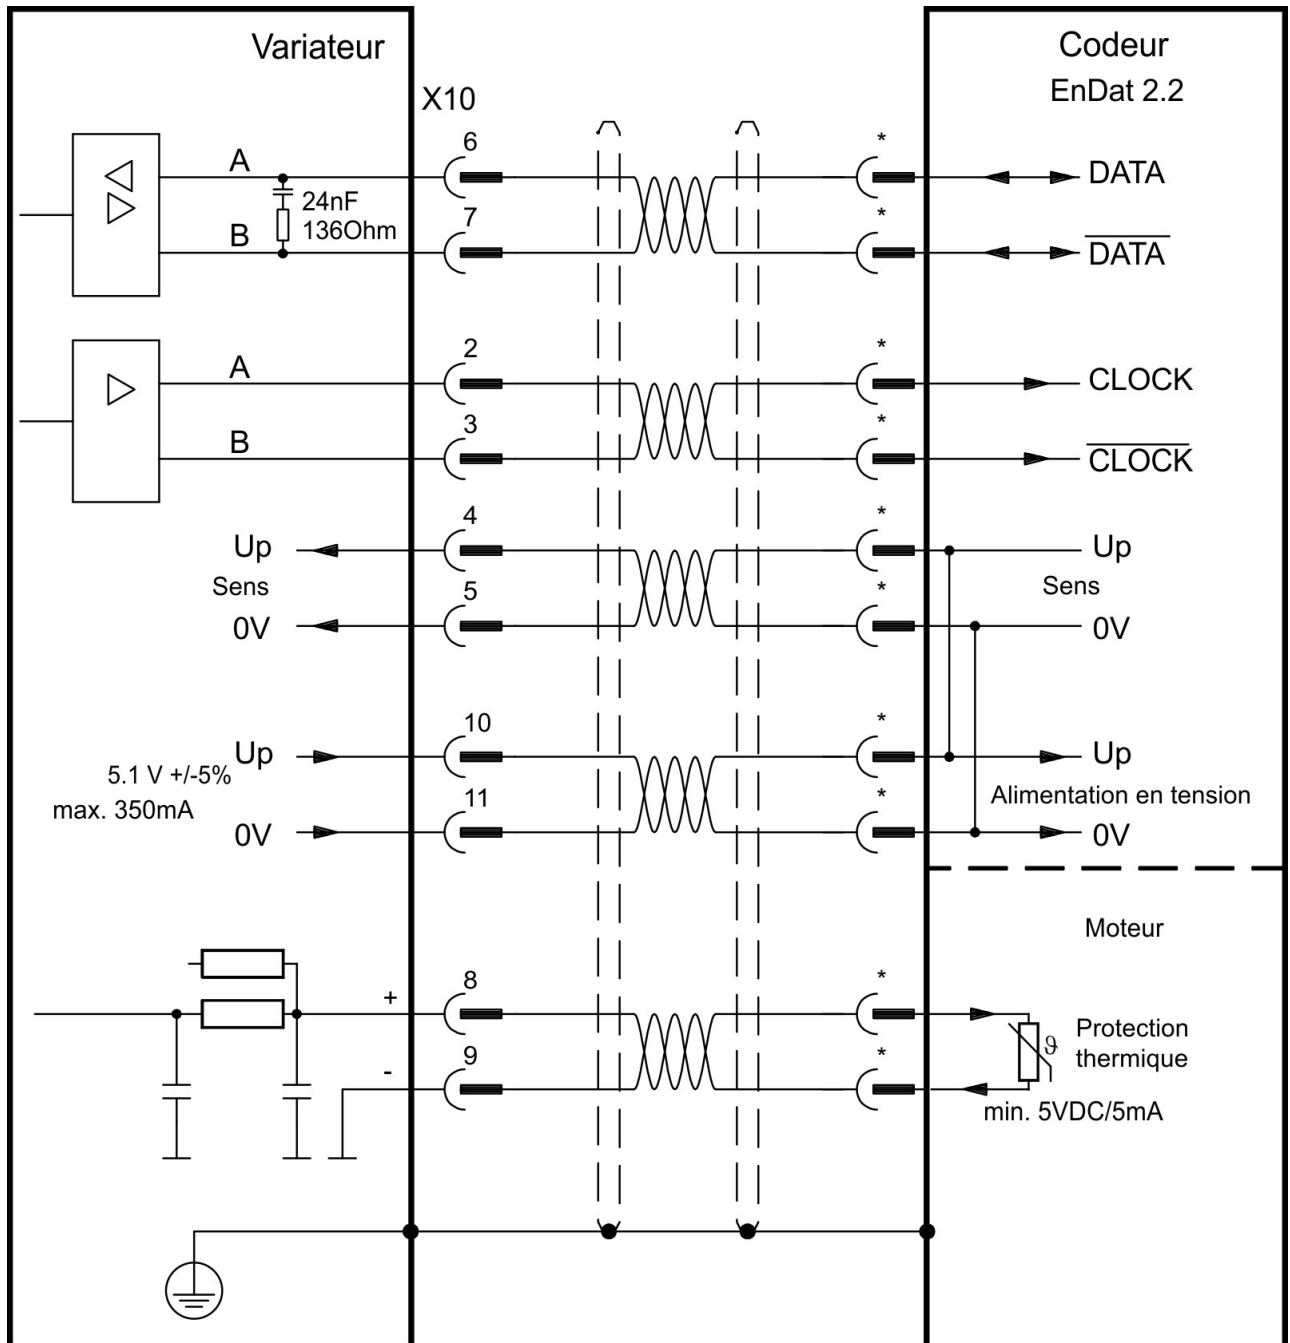 Variateur
Codeur
EnDat 2.2
X10
6
*
A
DATA
24nF
136Ohm
7
*
B
DATA
2
*
A
CLOCK
3
*
B
CLOCK
4
*
Up
Up
Sens
Sens
5
*
0V
0V
10
*
Up
Up
5.1 V +/-5%
max. 350mA
Alimentation en tension
11
*
0V
0V
Moteur
8
*
+
Protection
thermique
ϑ
9
*
-
min. 5VDC/5mA